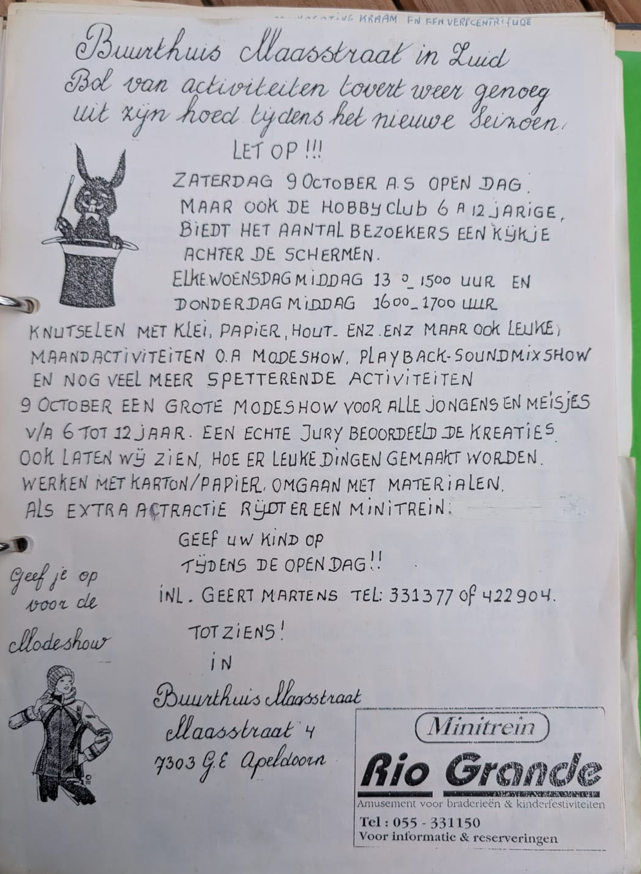 KRAAM EN EEN VERFCENTRIFUGE
Buurthuis Maasstraat in Zuid
Bol van activiteiten tovert weer genoeg
uit zijn hoed tijdens het nieuwe Seizoen.
LET OP !!!
ZATERDAG 9 OCTOBER A.S OPEN DAG.
MAAR OOK DE HOBBYCLUB 6 A 12 JARIGE,
BIEDT HET AANTAL BEZOEKERS EEN KIJKJE
ACHTER DE SCHERMEN.
ELKE WOENSDAG MIDDAG 13 0_ 1500 UUR EN
DONDERDAG MIDDAG 1600_1700 UUR
KNUTSELEN MET KLEI, PAPIER, HOUT- ENZ. ENZ MAAR OOK LEUKE,
MAANDACTIVITEITEN O.A MODESHOW, PLAYBACK-SOUNDMIXSHOW
EN NOG VEEL MEER SPETTERENDE ACTIVITEITEN
9 OCTOBER EEN GROTE MODESHOW VOOR ALLE JONGENS EN MEISJES
V/A 6 TOT 12 JAAR. EEN ECHTE JURY BEOORDEELD DE KREATIES.
OOK LATEN WIJ ZIEN, HOE ER LEUKE DINGEN GEMAAKT WORDEN.
WERKEN MET KARTON/PAPIER, OMGAAN MET MATERIALEN.
ALS EXTRA ACTRACTIE RIJDT ER EEN MINITREIN.
GEEF UW KIND OP
TIJDENS DE OPEN DAG!!
INL. GEERT MARTENS TEL: 331377 OF 422904.
Geef je op
voor de
Modeshow
TOT ZIENS!
IN
Buurthuis Maasstraat
Maasstraat 4
7303 G.E Apeldoorn
Minitrein
Rio Grande
Amusement voor braderieën & kinderfestiviteiten
Tel : 055 - 331150
Voor informatie & reserveringen